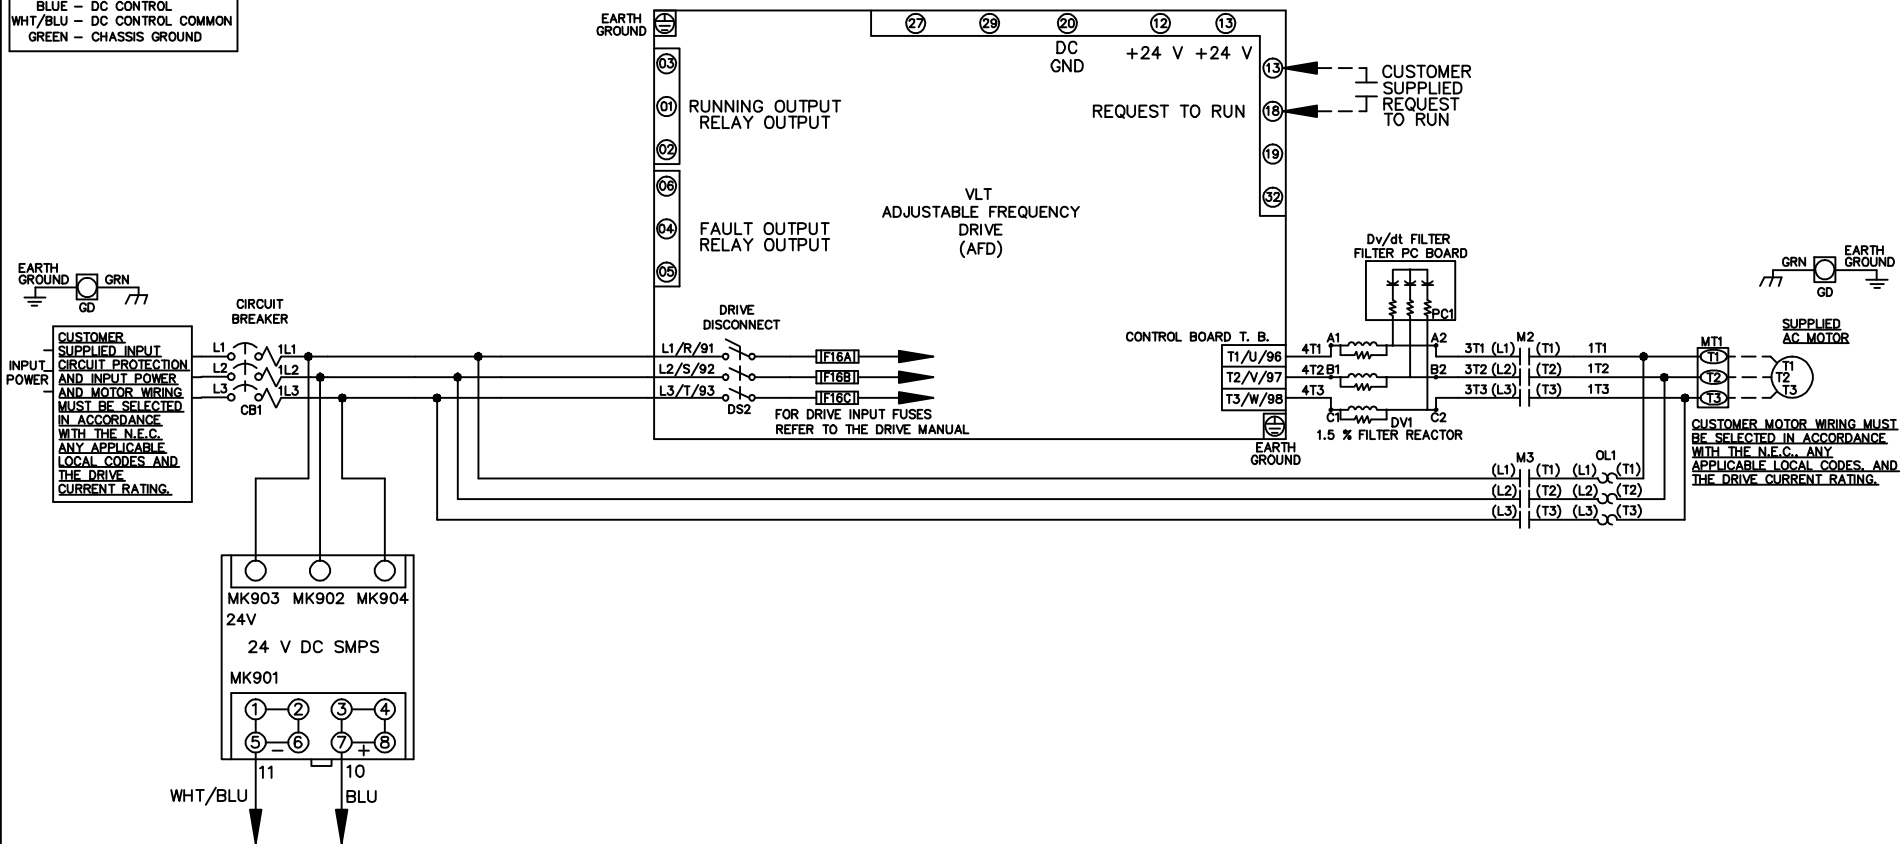 BLUE – DC CONTROL
WHT/BLU – DC CONTROL COMMON
GREEN – CHASSIS GROUND
EARTH
GROUND
27 29 20 12 13
DC
GND
+24 V +24 V
03
01
02
RUNNING OUTPUT
RELAY OUTPUT
06
04
05
FAULT OUTPUT
RELAY OUTPUT
13
18
19
32
REQUEST TO RUN
CUSTOMER
SUPPLIED
REQUEST
TO RUN
VLT
ADJUSTABLE FREQUENCY
DRIVE
(AFD)
EARTH
GROUND
GRN
GD
INPUT
POWER
CUSTOMER
SUPPLIED INPUT
CIRCUIT PROTECTION
AND INPUT POWER
AND MOTOR WIRING
MUST BE SELECTED
IN ACCORDANCE
WITH THE N.E.C.
ANY APPLICABLE
LOCAL CODES AND
THE DRIVE
CURRENT RATING.
CIRCUIT
BREAKER
L1 1L1
L2 1L2
L3 1L3
CB1
DRIVE
DISCONNECT
L1/R/91 F16A
L2/S/92 F16B
L3/T/93 F16C
DS2
FOR DRIVE INPUT FUSES
REFER TO THE DRIVE MANUAL
CONTROL BOARD T. B.
T1/U/96
T2/V/97
T3/W/98
EARTH
GROUND
Dv/dt FILTER
FILTER PC BOARD
PC1
4T1 A1 A2
4T2 B1 B2
4T3 C1 C2
DV1
1.5 % FILTER REACTOR
M2
3T1 (L1) (T1) 1T1
3T2 (L2) (T2) 1T2
3T3 (L3) (T3) 1T3
MT1
T1
T2
T3
GRN
EARTH
GROUND
GD
SUPPLIED
AC MOTOR
T1
T2
T3
CUSTOMER MOTOR WIRING MUST
BE SELECTED IN ACCORDANCE
WITH THE N.E.C., ANY
APPLICABLE LOCAL CODES, AND
THE DRIVE CURRENT RATING.
M3 OL1
(L1) (T1) (L1) (T1)
(L2) (T2) (L2) (T2)
(L3) (T3) (L3) (T3)
MK903 MK902 MK904
24V
24 V DC SMPS
MK901
1 2 3 4
5 – 6 7 + 8
11 10
WHT/BLU BLU